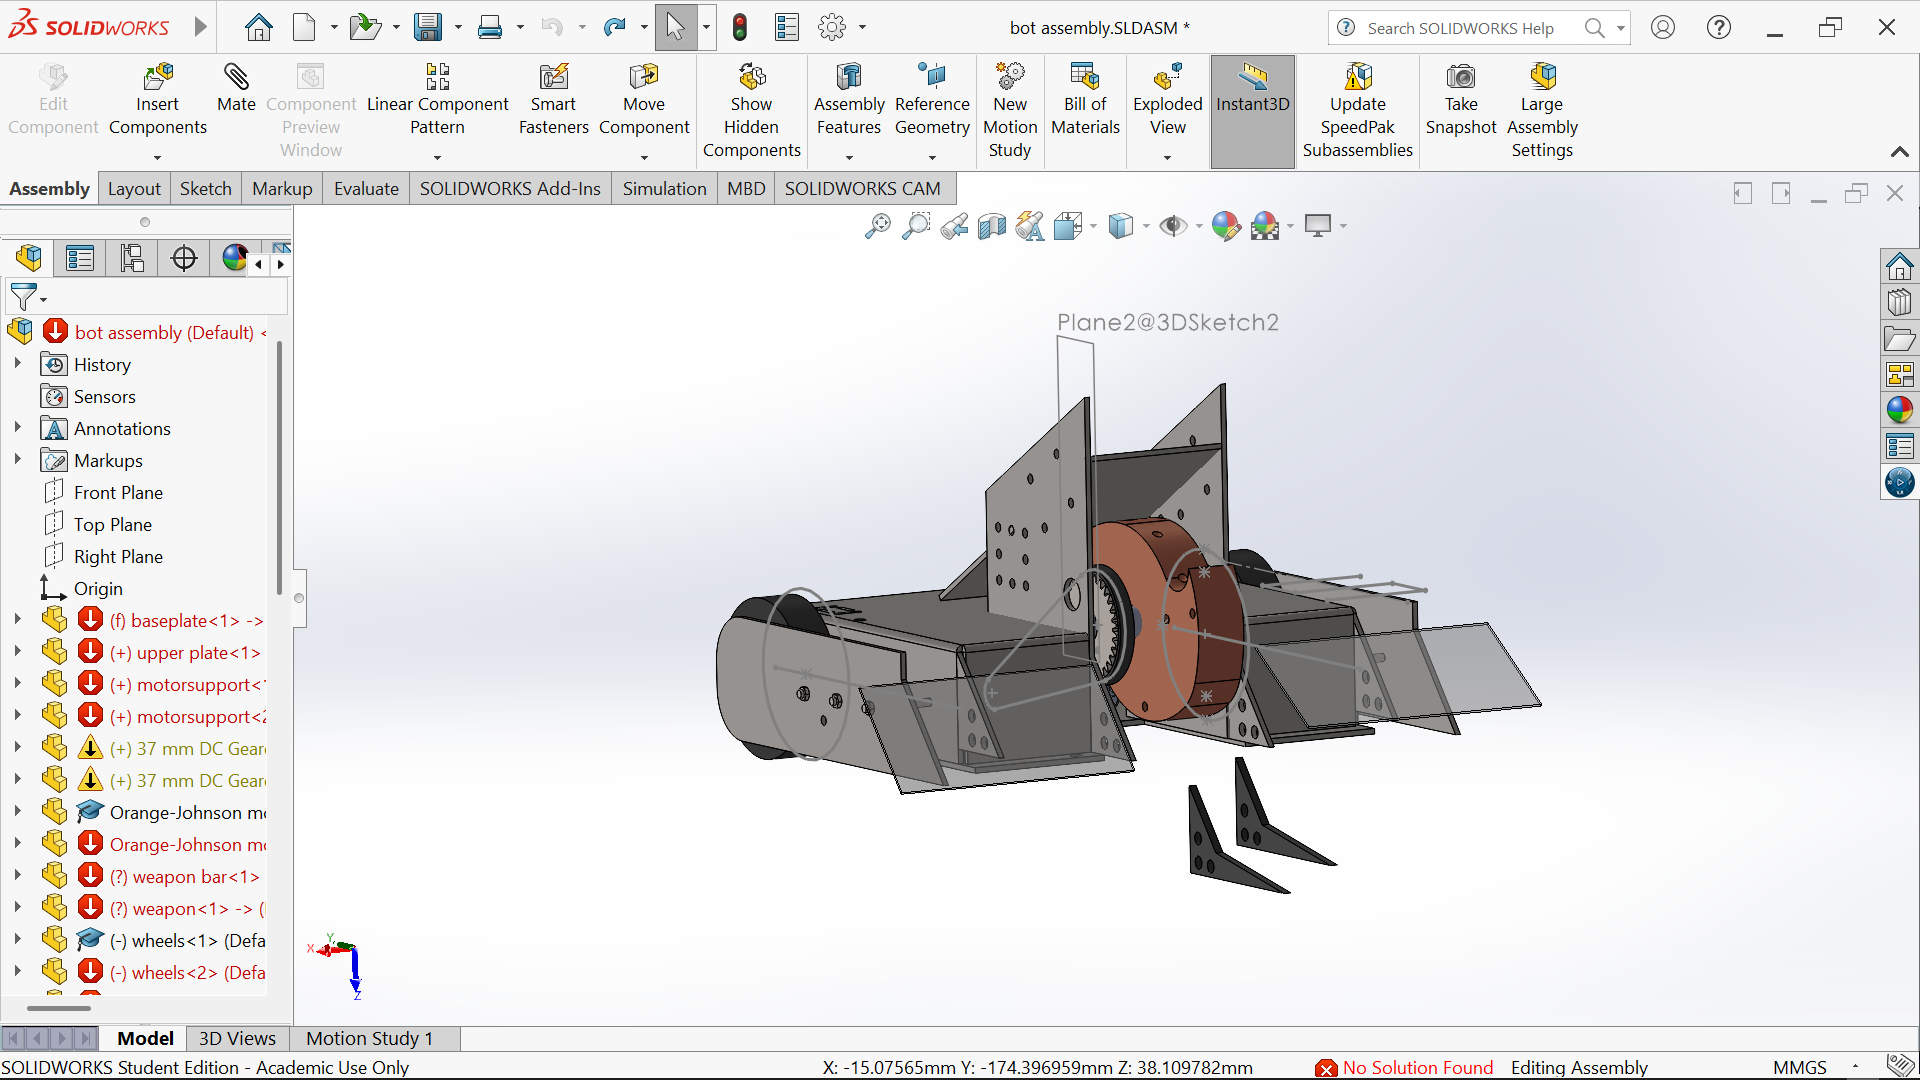 SOLIDWORKS
bot assembly.SLDASM *
Search SOLIDWORKS Help
Edit Component
Insert Components
Mate
Component Preview Window
Linear Component Pattern
Smart Fasteners
Move Component
Show Hidden Components
Assembly Features
Reference Geometry
New Motion Study
Bill of Materials
Exploded View
Instant3D
Update SpeedPak Subassemblies
Take Snapshot
Large Assembly Settings
Assembly
Layout
Sketch
Markup
Evaluate
SOLIDWORKS Add-Ins
Simulation
MBD
SOLIDWORKS CAM
bot assembly (Default) <
History
Sensors
Annotations
Markups
Front Plane
Top Plane
Right Plane
Origin
(f) baseplate<1> ->
(+) upper plate<1>
(+) motorsupport<1
(+) motorsupport<2
(+) 37 mm DC Gear
(+) 37 mm DC Gear
Orange-Johnson m
Orange-Johnson m
(?) weapon bar<1>
(?) weapon<1> -> (
(-) wheels<1> (Defa
(-) wheels<2> (Defa
Plane2@3DSketch2
X
Y
Z
Model
3D Views
Motion Study 1
SOLIDWORKS Student Edition - Academic Use Only
X: -15.07565mm Y: -174.396959mm Z: 38.109782mm
No Solution Found
Editing Assembly
MMGS